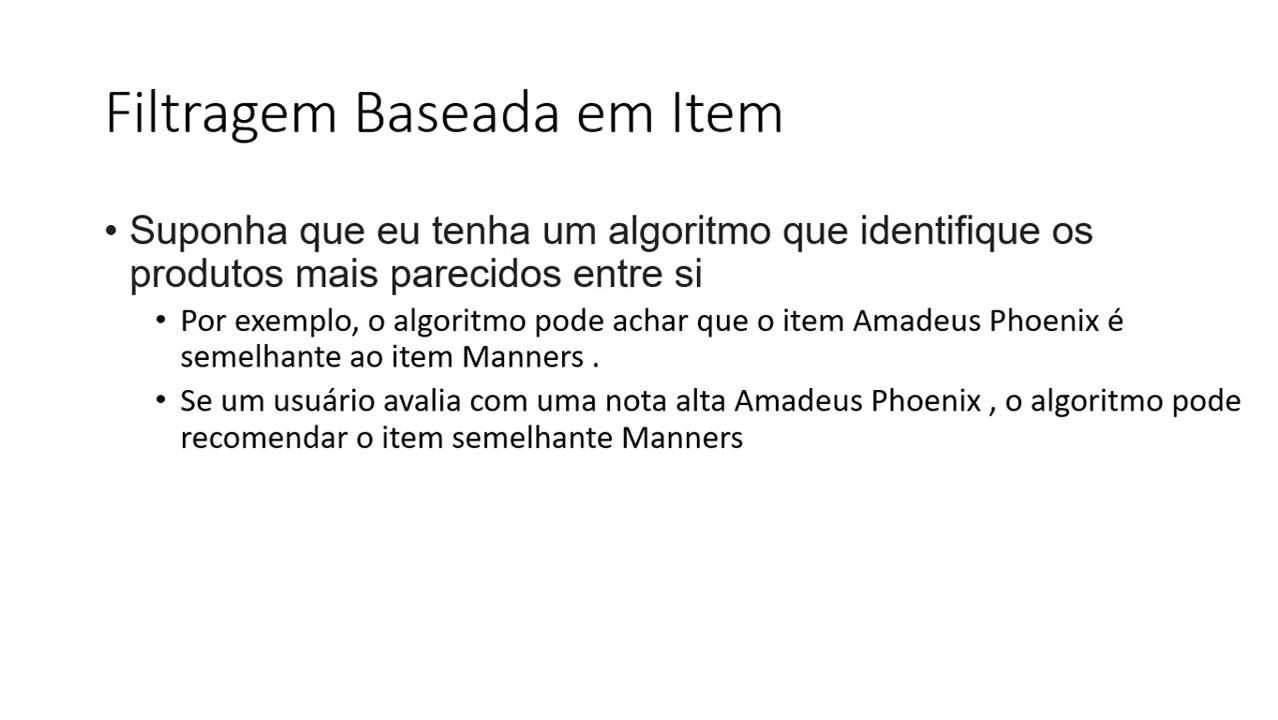 Filtragem Baseada em Item
• Suponha que eu tenha um algoritmo que identifique os
produtos mais parecidos entre si
• Por exemplo, o algoritmo pode achar que o item Amadeus Phoenix é
semelhante ao item Manners .
• Se um usuário avalia com uma nota alta Amadeus Phoenix , o algoritmo pode
recomendar o item semelhante Manners